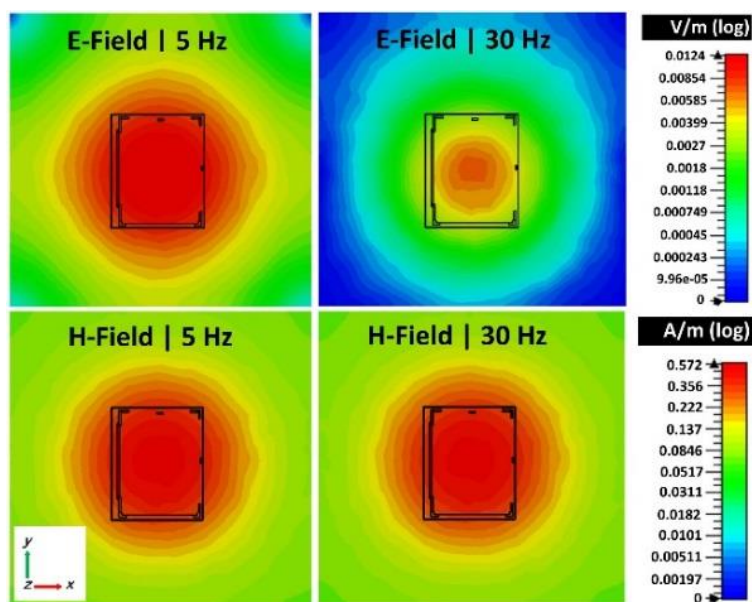 E-Field | 5 Hz
E-Field | 30 Hz
V/m (log)
0.0124
0.00854
0.00585
0.00399
0.0027
0.0018
0.00118
0.000749
0.00045
0.000243
9.96e-05
0
H-Field | 5 Hz
H-Field | 30 Hz
A/m (log)
0.572
0.356
0.222
0.137
0.0846
0.0517
0.0311
0.0182
0.0101
0.00511
0.00197
0
y
z
x